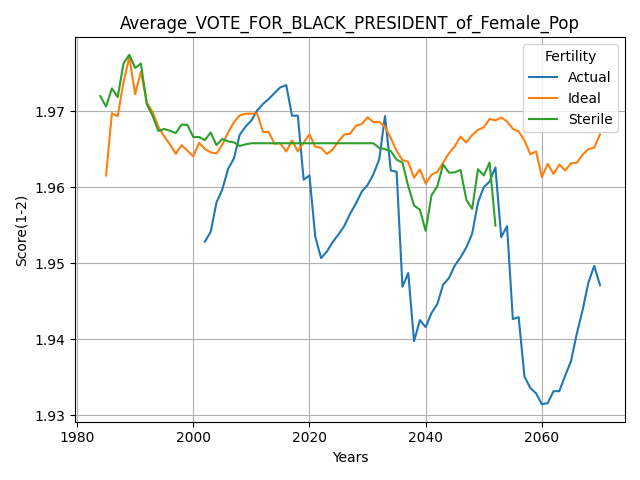 Average_VOTE_FOR_BLACK_PRESIDENT_of_Female_Pop
Fertility
Actual
Ideal
Sterile
Score(1-2)
1.97
1.96
1.95
1.94
1.93
1980
2000
2020
2040
2060
Years